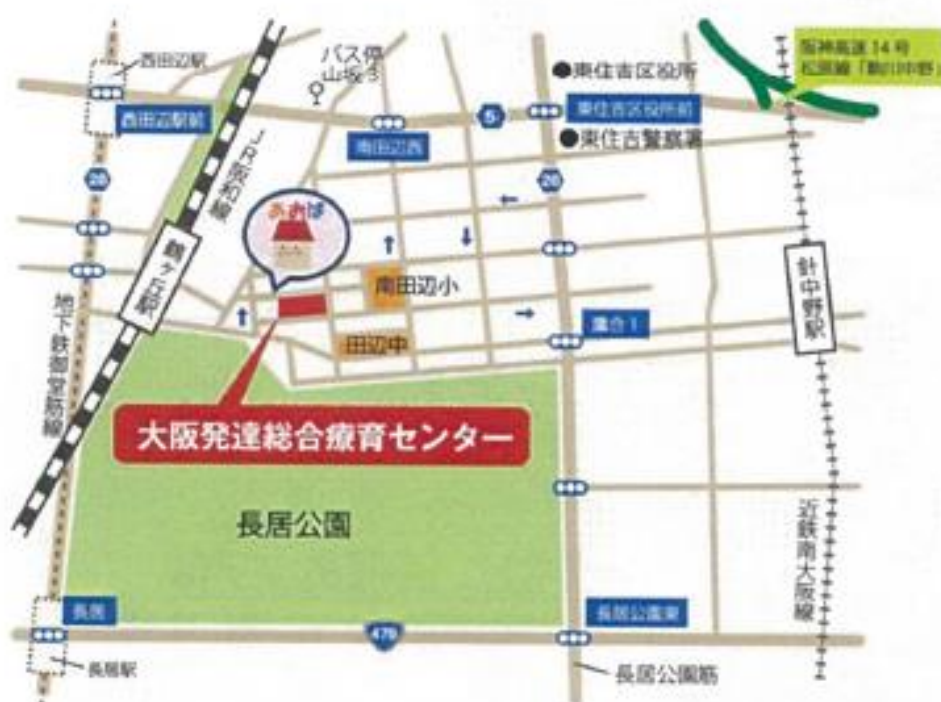 西田辺駅
バス停
山坂3
東住吉区役所
阪神高速14号
松原線「駒川中野」
西田辺駅前
南田辺西
5
東住吉区役所前
東住吉警察署
28
26
JR阪和線
あおば
鶴ヶ丘駅
南田辺小
針中野駅
地下鉄御堂筋線
田辺中
鷹合1
大阪発達総合療育センター
長居公園
近鉄南大阪線
長居
479
長居公園東
長居駅
長居公園筋